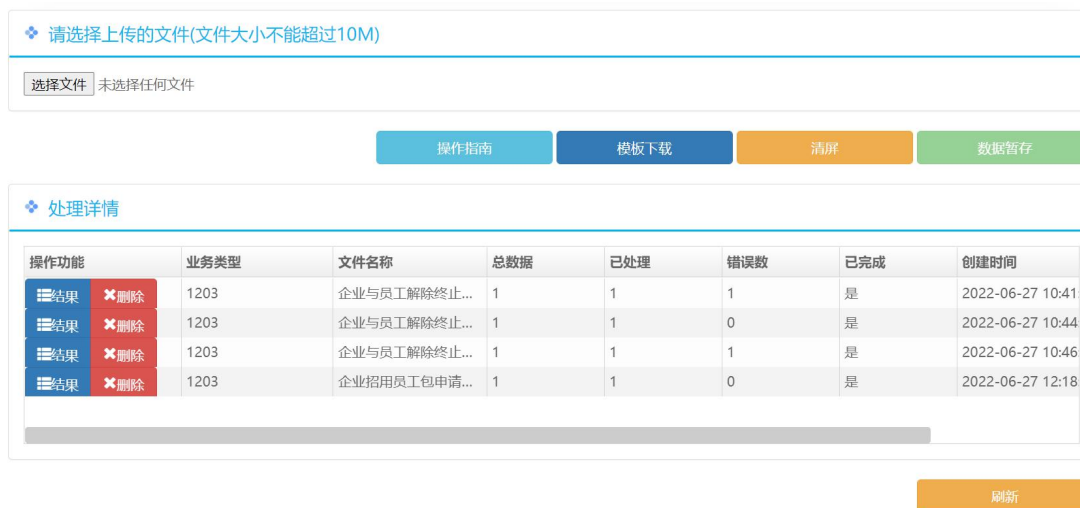 请选择上传的文件(文件大小不能超过10M)
选择文件 未选择任何文件
操作指南 模板下载 清屏 数据暂存
处理详情
操作功能 业务类型 文件名称 总数据 已处理 错误数 已完成 创建时间
结果 删除 1203 企业与员工解除终止... 1 1 1 是 2022-06-27 10:41:
结果 删除 1203 企业与员工解除终止... 1 1 0 是 2022-06-27 10:44:
结果 删除 1203 企业与员工解除终止... 1 1 1 是 2022-06-27 10:46:
结果 删除 1203 企业招用员工包申请... 1 1 0 是 2022-06-27 12:18:
刷新